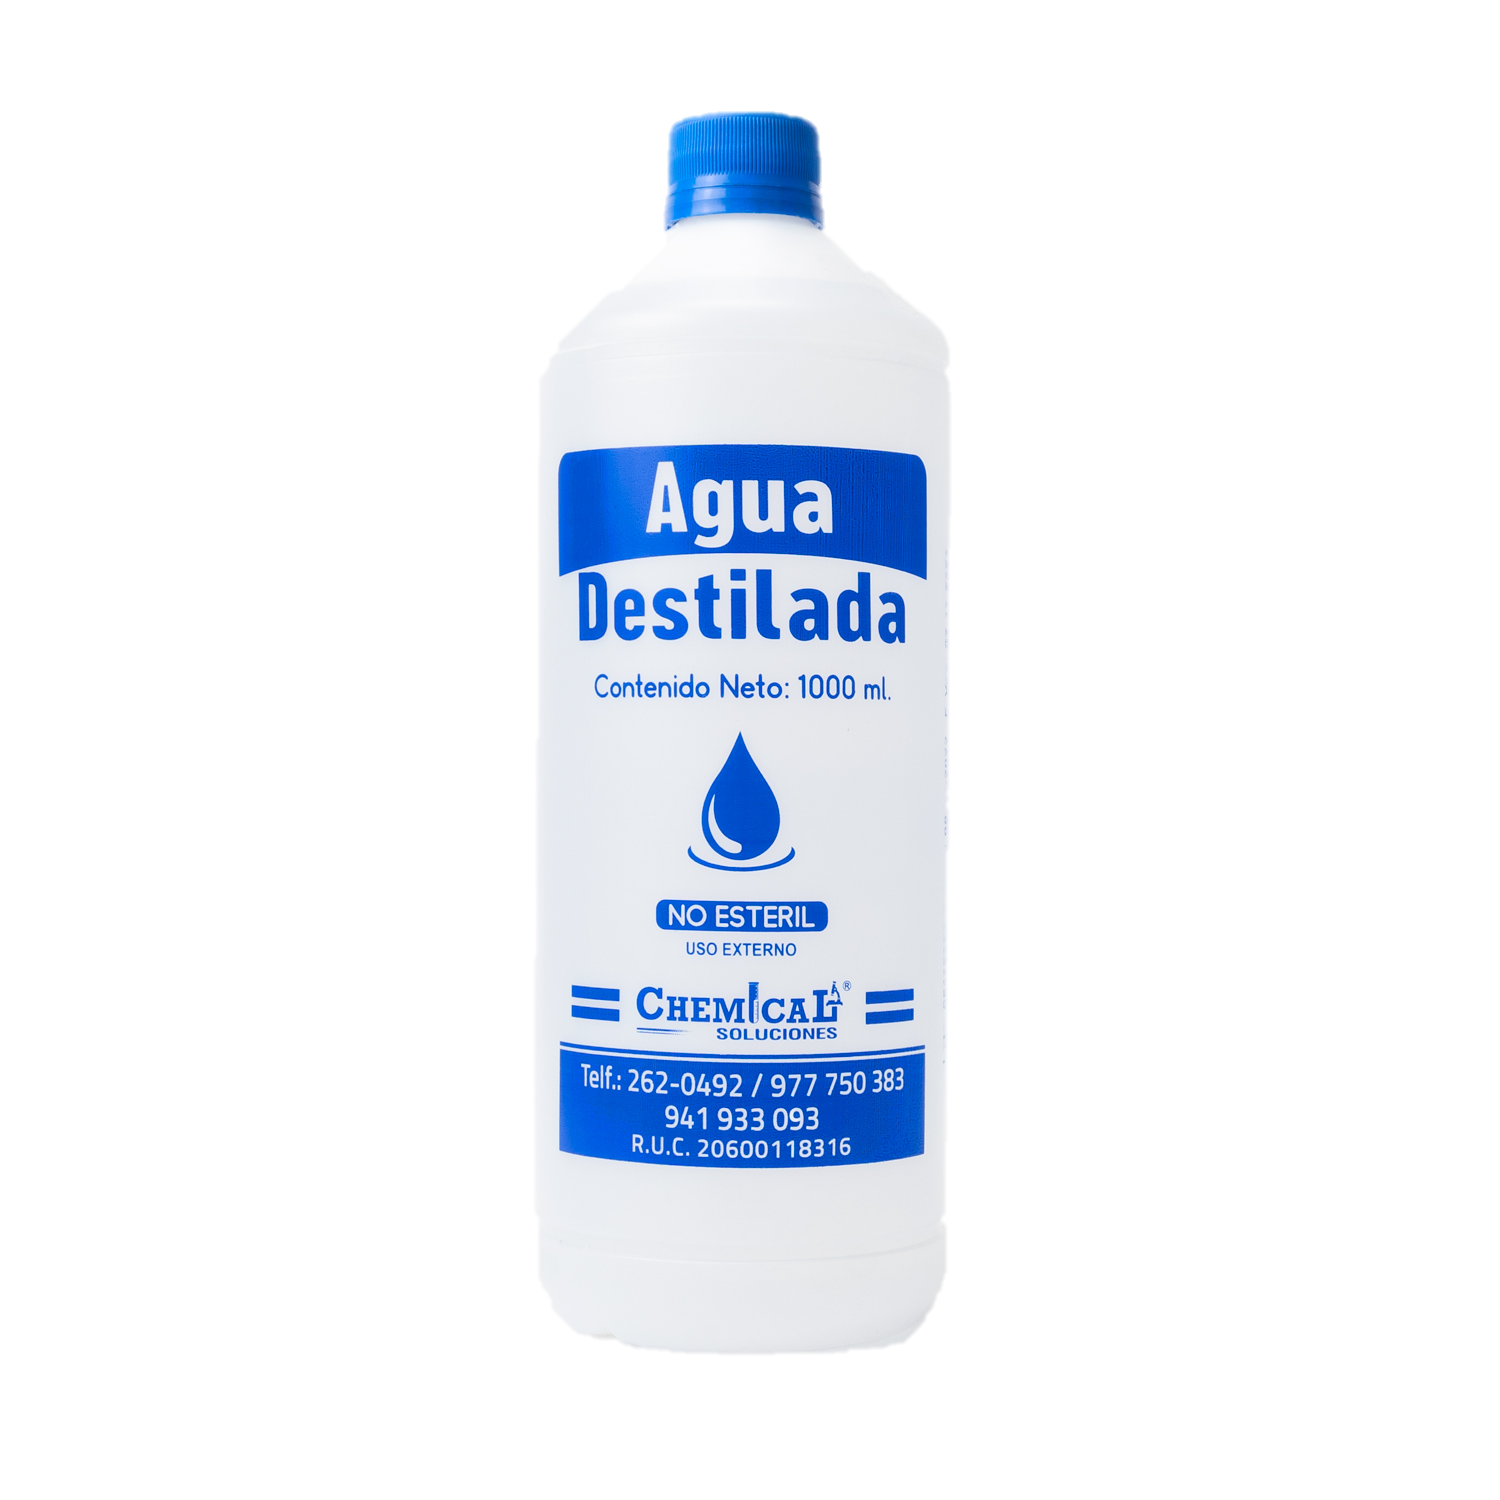 Agua
Destilada
Contenido Neto: 1000 ml.
NO ESTERIL
USO EXTERNO
CHEMICAL®
SOLUCIONES
Telf.: 262-0492 / 977 750 383
941 933 093
R.U.C. 20600118316